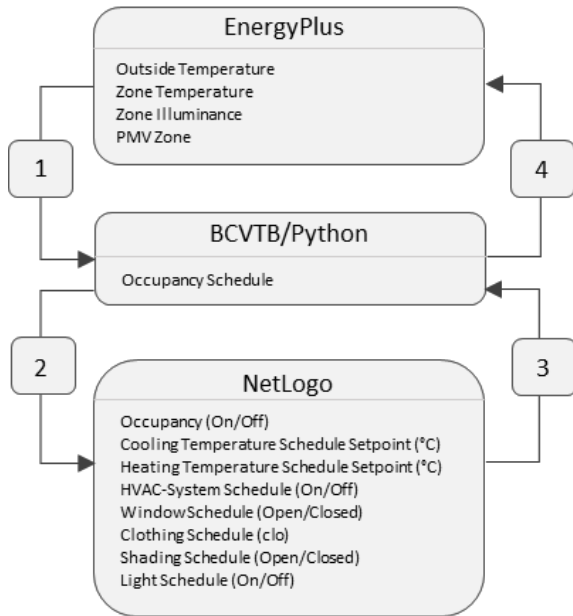 EnergyPlus
Outside Temperature
Zone Temperature
Zone Illuminance
PMV Zone
1
4
BCVTB/Python
Occupancy Schedule
2
3
NetLogo
Occupancy (On/Off)
Cooling Temperature Schedule Setpoint (°C)
Heating Temperature Schedule Setpoint (°C)
HVAC-System Schedule (On/Off)
Window Schedule (Open/Closed)
Clothing Schedule (clo)
Shading Schedule (Open/Closed)
Light Schedule (On/Off)